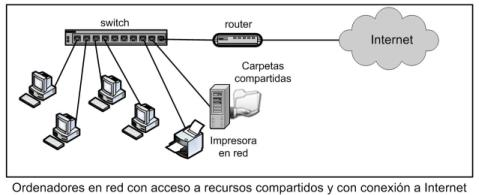 switch
router
Internet
Carpetas
compartidas
Impresora
en red
Ordenadores en red con acceso a recursos compartidos y con conexión a Internet